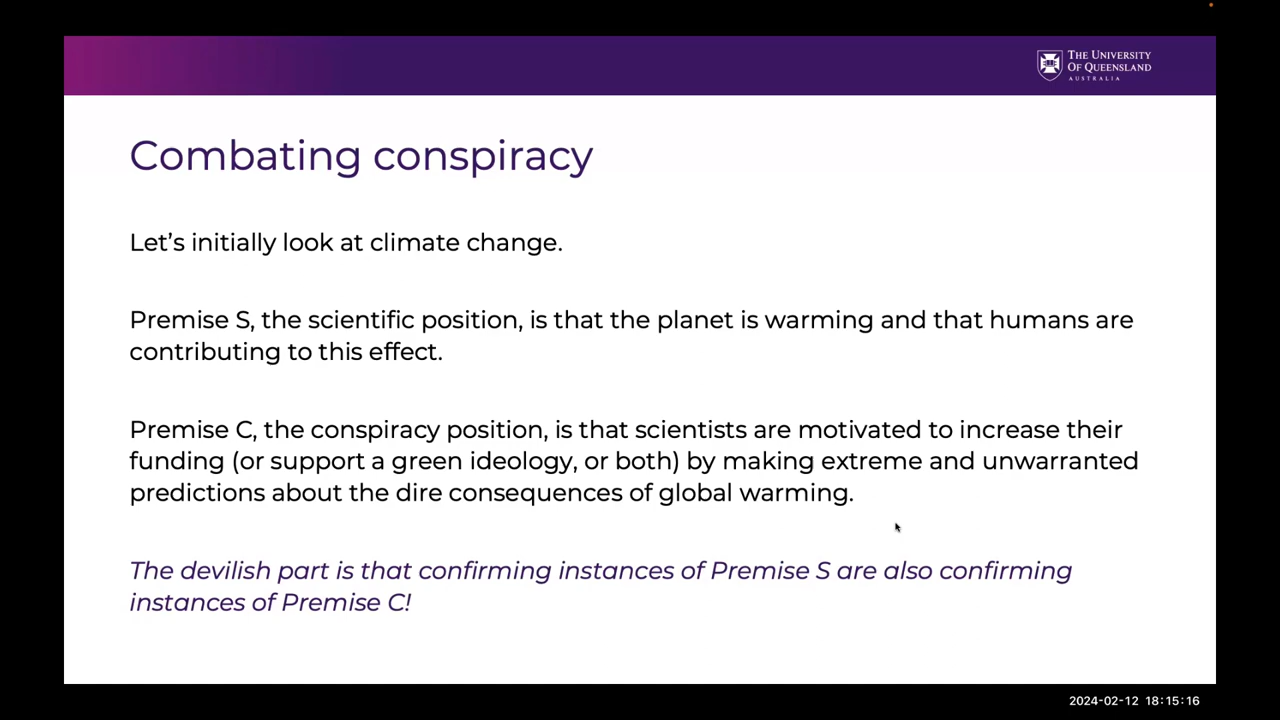 THE UNIVERSITY
OF QUEENSLAND
AUSTRALIA
Combating conspiracy
Let’s initially look at climate change.
Premise S, the scientific position, is that the planet is warming and that humans are
contributing to this effect.
Premise C, the conspiracy position, is that scientists are motivated to increase their
funding (or support a green ideology, or both) by making extreme and unwarranted
predictions about the dire consequences of global warming.
The devilish part is that confirming instances of Premise S are also confirming
instances of Premise C!
2024-02-12 18:15:16